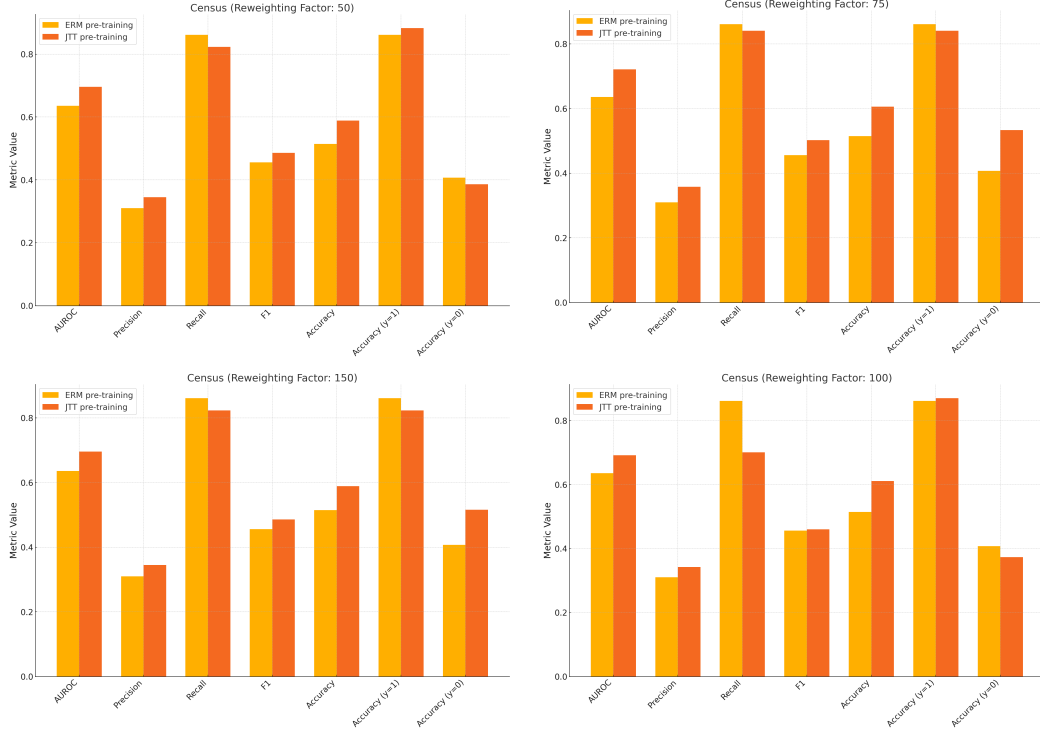 Census (Reweighting Factor: 50)
ERM pre-training
JTT pre-training
Metric Value
0.8
0.6
0.4
0.2
0.0
AUROC
Precision
Recall
F1
Accuracy
Accuracy (y=1)
Accuracy (y=0)
Census (Reweighting Factor: 75)
ERM pre-training
JTT pre-training
Metric Value
0.8
0.6
0.4
0.2
0.0
AUROC
Precision
Recall
F1
Accuracy
Accuracy (y=1)
Accuracy (y=0)
Census (Reweighting Factor: 150)
ERM pre-training
JTT pre-training
Metric Value
0.8
0.6
0.4
0.2
0.0
AUROC
Precision
Recall
F1
Accuracy
Accuracy (y=1)
Accuracy (y=0)
Census (Reweighting Factor: 100)
ERM pre-training
JTT pre-training
Metric Value
0.8
0.6
0.4
0.2
0.0
AUROC
Precision
Recall
F1
Accuracy
Accuracy (y=1)
Accuracy (y=0)